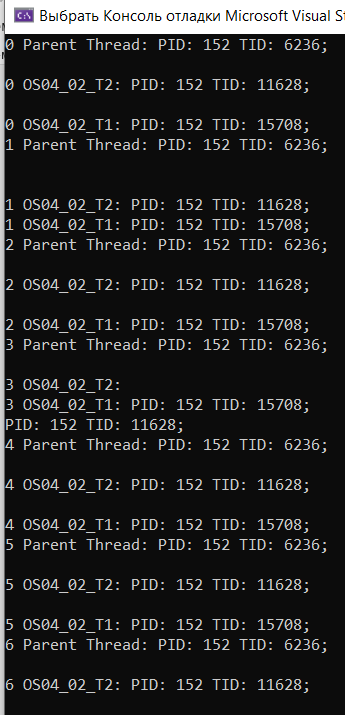 Выбрать Консоль отладки Microsoft Visual St
0 Parent Thread: PID: 152 TID: 6236;
0 OS04_02_T2: PID: 152 TID: 11628;
0 OS04_02_T1: PID: 152 TID: 15708;
1 Parent Thread: PID: 152 TID: 6236;
1 OS04_02_T2: PID: 152 TID: 11628;
1 OS04_02_T1: PID: 152 TID: 15708;
2 Parent Thread: PID: 152 TID: 6236;
2 OS04_02_T2: PID: 152 TID: 11628;
2 OS04_02_T1: PID: 152 TID: 15708;
3 Parent Thread: PID: 152 TID: 6236;
3 OS04_02_T2:
3 OS04_02_T1: PID: 152 TID: 15708;
PID: 152 TID: 11628;
4 Parent Thread: PID: 152 TID: 6236;
4 OS04_02_T2: PID: 152 TID: 11628;
4 OS04_02_T1: PID: 152 TID: 15708;
5 Parent Thread: PID: 152 TID: 6236;
5 OS04_02_T2: PID: 152 TID: 11628;
5 OS04_02_T1: PID: 152 TID: 15708;
6 Parent Thread: PID: 152 TID: 6236;
6 OS04_02_T2: PID: 152 TID: 11628;